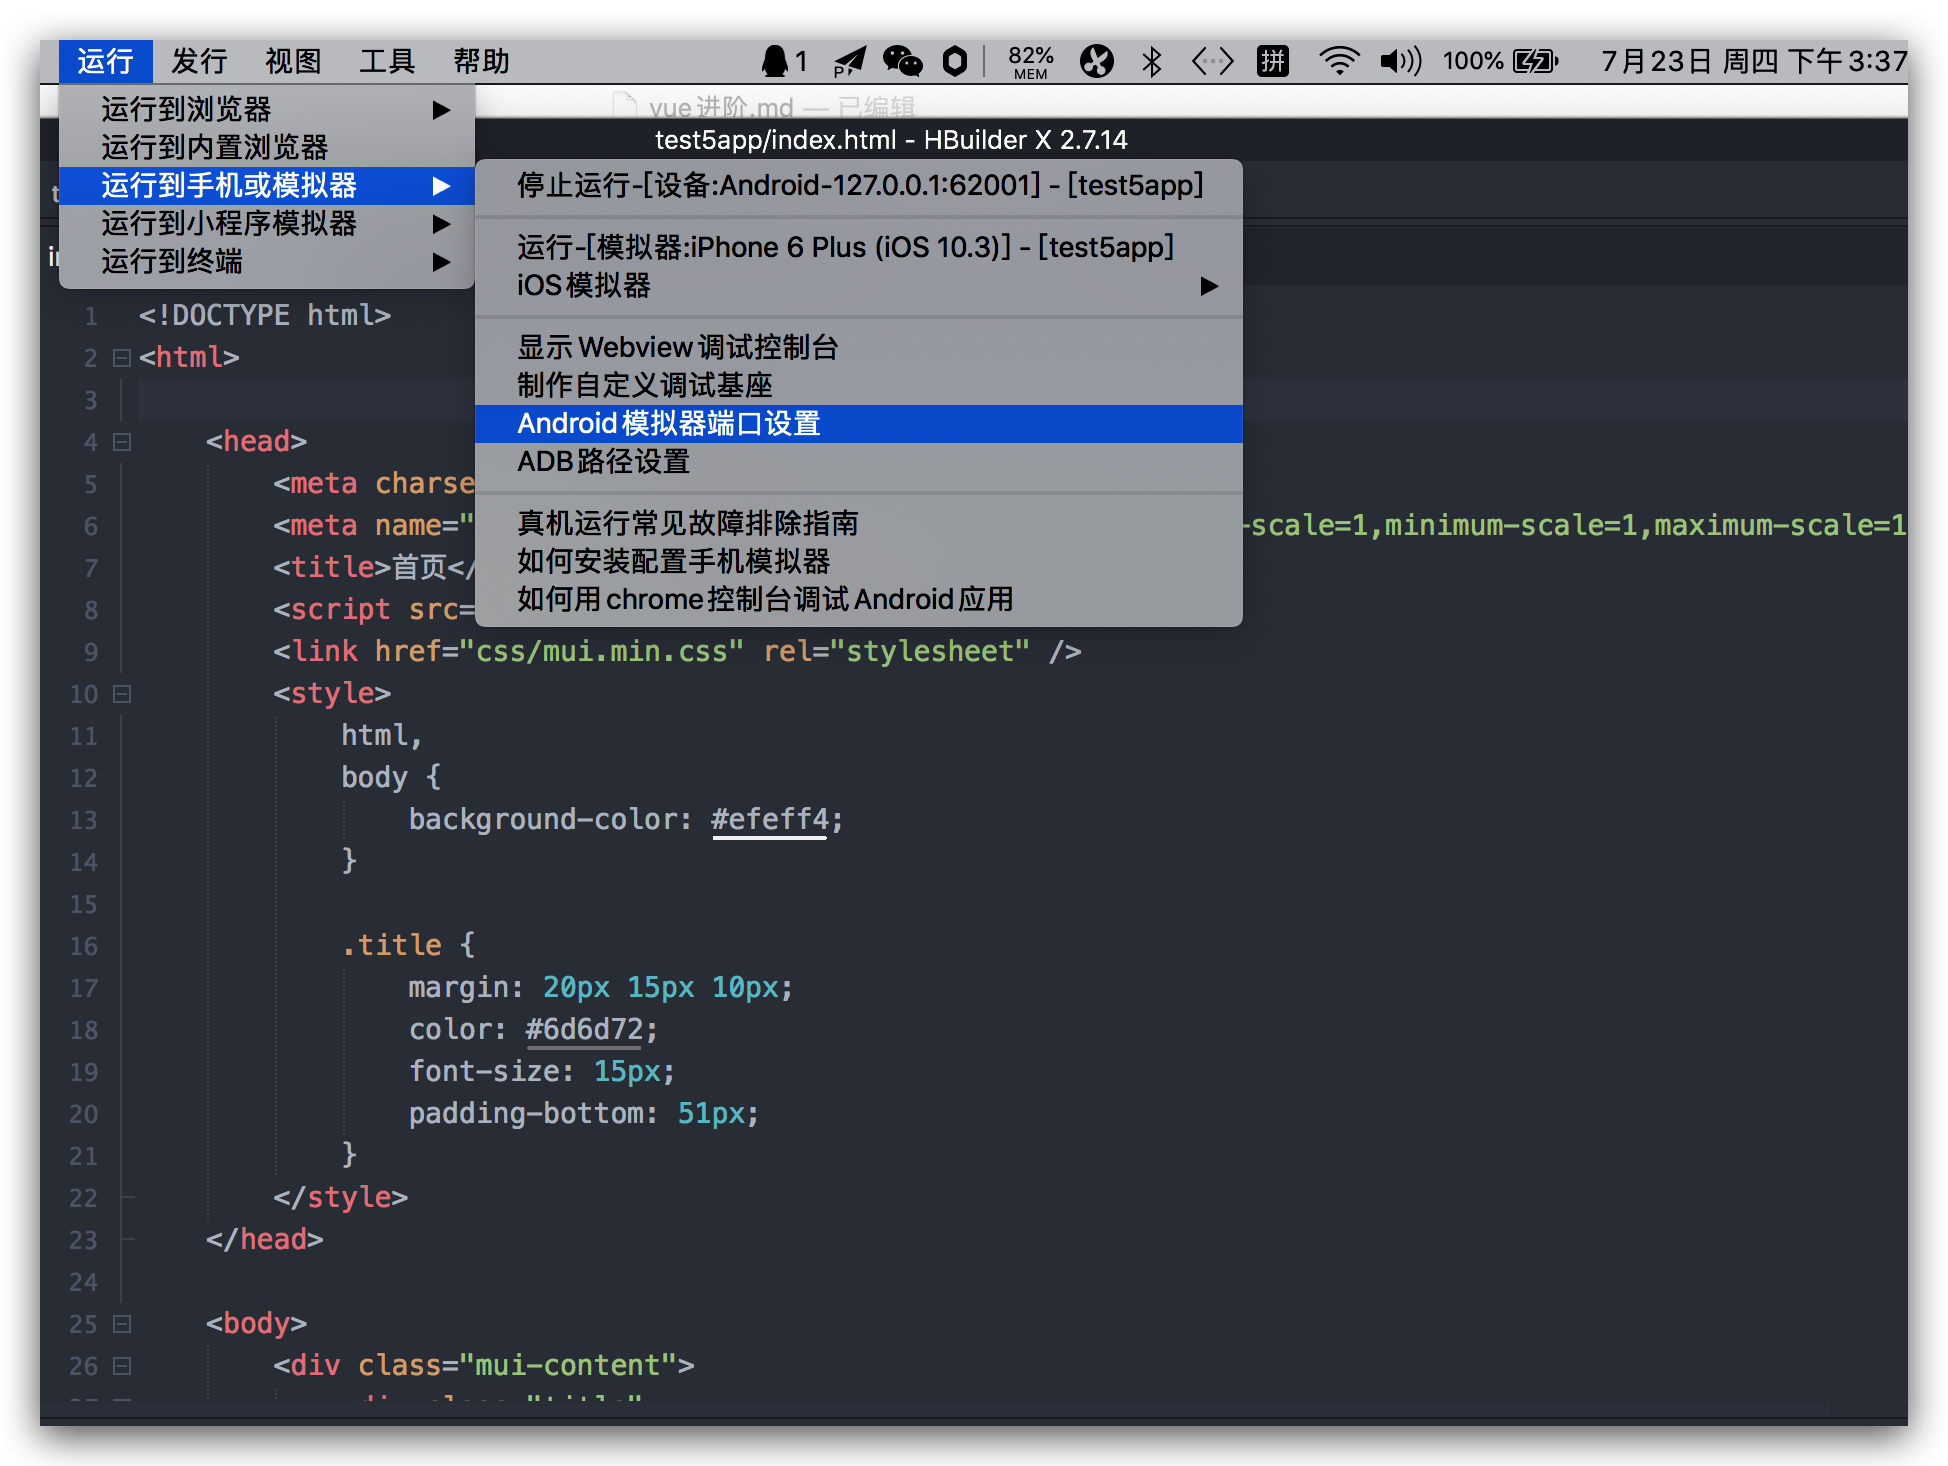 运行 发行 视图 工具 帮助 1 P 82% MEM 拼 100% 7月23日 周四 下午3:37
vue进阶.md — 已编辑
test5app/index.html - HBuilder X 2.7.14
运行到浏览器
运行到内置浏览器
运行到手机或模拟器
运行到小程序模拟器
运行到终端
停止运行-[设备:Android-127.0.0.1:62001] - [test5app]
运行-[模拟器:iPhone 6 Plus (iOS 10.3)] - [test5app]
iOS模拟器
显示Webview调试控制台
制作自定义调试基座
Android模拟器端口设置
ADB路径设置
真机运行常见故障排除指南
如何安装配置手机模拟器
如何用chrome控制台调试Android应用
1 <!DOCTYPE html>
2 <html>
3
4 <head>
5 <meta charse
6 <meta name=" -scale=1,minimum-scale=1,maximum-scale=1
7 <title>首页</
8 <script src=
9 <link href="css/mui.min.css" rel="stylesheet" />
10 <style>
11 html,
12 body {
13 background-color: #efeff4;
14 }
15
16 .title {
17 margin: 20px 15px 10px;
18 color: #6d6d72;
19 font-size: 15px;
20 padding-bottom: 51px;
21 }
22 </style>
23 </head>
24
25 <body>
26 <div class="mui-content">